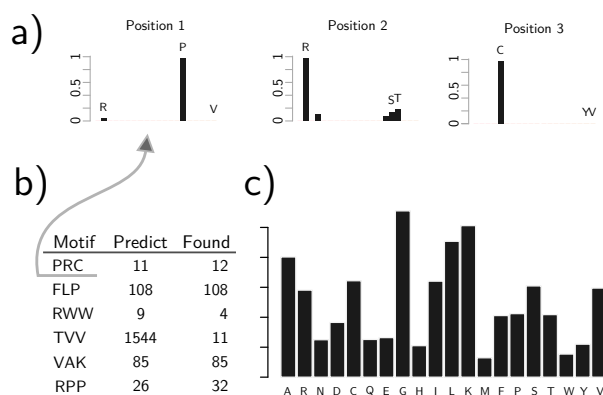 a)
Position 1
Position 2
Position 3
1
0.5
0
R
P
V
1
0.5
0
R
S
T
1
0.5
0
C
YV
b)
Motif Predict Found
PRC 11 12
FLP 108 108
RWW 9 4
TVV 1544 11
VAK 85 85
RPP 26 32
c)
A R N D C Q E G H I L K M F P S T W Y V